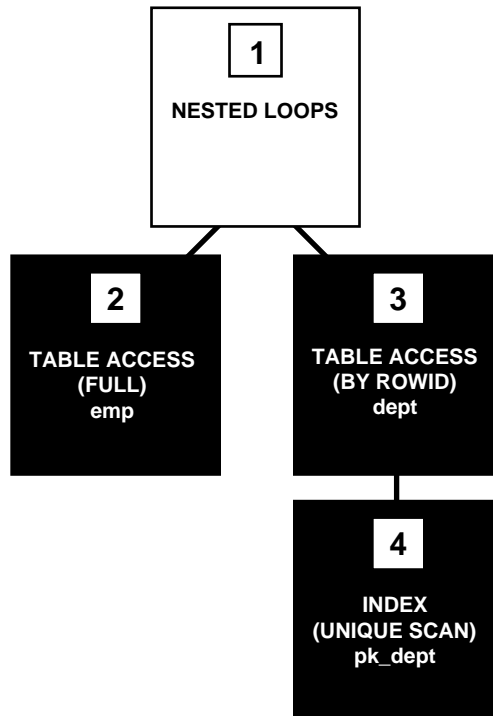 1
NESTED LOOPS
2
TABLE ACCESS
(FULL)
emp
3
TABLE ACCESS
(BY ROWID)
dept
4
INDEX
(UNIQUE SCAN)
pk_dept